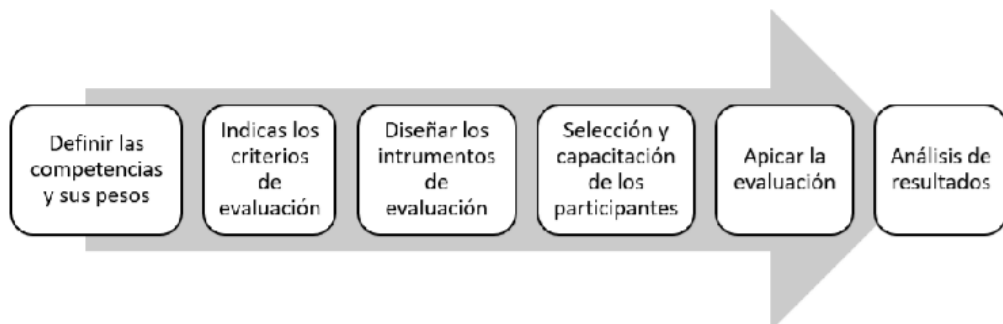 Definir las
competencias
y sus pesos
Indicas los
criterios
de
evaluación
Diseñar los
intrumentos
de
evaluación
Selección y
capacitación
de los
participantes
Apicar la
evaluación
Análisis de
resultados